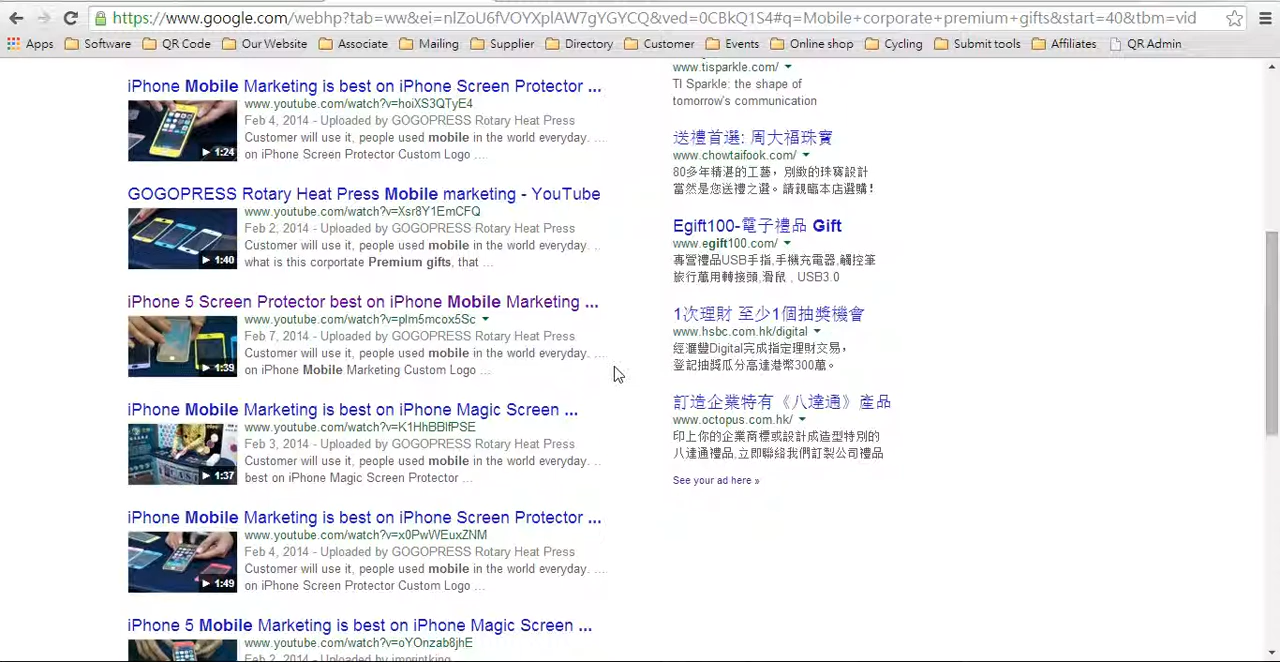 https://www.google.com/webhp?tab=ww&ei=nlZoU6fVOYXplAW7gYGYCQ&ved=0CBkQ1S4#q=Mobile+corporate+premium+gifts&start=40&tbm=vid
Apps Software QR Code Our Website Associate Mailing Supplier Directory Customer Events Online shop Cycling Submit tools Affiliates QR Admin
iPhone Mobile Marketing is best on iPhone Screen Protector ...
www.youtube.com/watch?v=hoiXS3QTyE4
Feb 4, 2014 - Uploaded by GOGOPRESS Rotary Heat Press
Customer will use it, people used mobile in the world everyday. ...
on iPhone Screen Protector Custom Logo ....
1:24
GOGOPRESS Rotary Heat Press Mobile marketing - YouTube
www.youtube.com/watch?v=Xsr8Y1EmCFQ
Feb 2, 2014 - Uploaded by GOGOPRESS Rotary Heat Press
Customer will use it, people used mobile in the world everyday. ..
what is this corportate Premium gifts, that ...
1:40
iPhone 5 Screen Protector best on iPhone Mobile Marketing ...
www.youtube.com/watch?v=plm5mcox5Sc
Feb 7, 2014 - Uploaded by GOGOPRESS Rotary Heat Press
Customer will use it, people used mobile in the world everyday. ...
on iPhone Mobile Marketing Custom Logo ...
1:39
iPhone Mobile Marketing is best on iPhone Magic Screen ...
www.youtube.com/watch?v=K1HhBBlfPSE
Feb 3, 2014 - Uploaded by GOGOPRESS Rotary Heat Press
Customer will use it, people used mobile in the world everyday. ...
best on iPhone Magic Screen Protector ...
1:37
iPhone Mobile Marketing is best on iPhone Screen Protector ...
www.youtube.com/watch?v=x0PwWEuxZNM
Feb 4, 2014 - Uploaded by GOGOPRESS Rotary Heat Press
Customer will use it, people used mobile in the world everyday. ...
on iPhone Screen Protector Custom Logo ...
1:49
iPhone 5 Mobile Marketing is best on iPhone Magic Screen ...
www.youtube.com/watch?v=oYOnzab8jhE
Feb 2, 2014 - Uploaded by imprintking
www.tisparkle.com/
TI Sparkle: the shape of
tomorrow's communication
送禮首選: 周大福珠寶
www.chowtaifook.com/
80多年精湛的工藝，別緻的珠寶設計
當然是您送禮之選。請親臨本店選購!
Egift100-電子禮品 Gift
www.egift100.com/
專營禮品USB手指,手機充電器,觸控筆
旅行萬用轉接頭,滑鼠 , USB3.0
1次理財 至少1個抽獎機會
www.hsbc.com.hk/digital
經滙豐Digital完成指定理財交易，
登記抽獎瓜分高達港幣300萬。
訂造企業特有《八達通》產品
www.octopus.com.hk/
印上你的企業商標或設計成造型特別的
八達通禮品,立即聯絡我們訂製公司禮品
See your ad here »